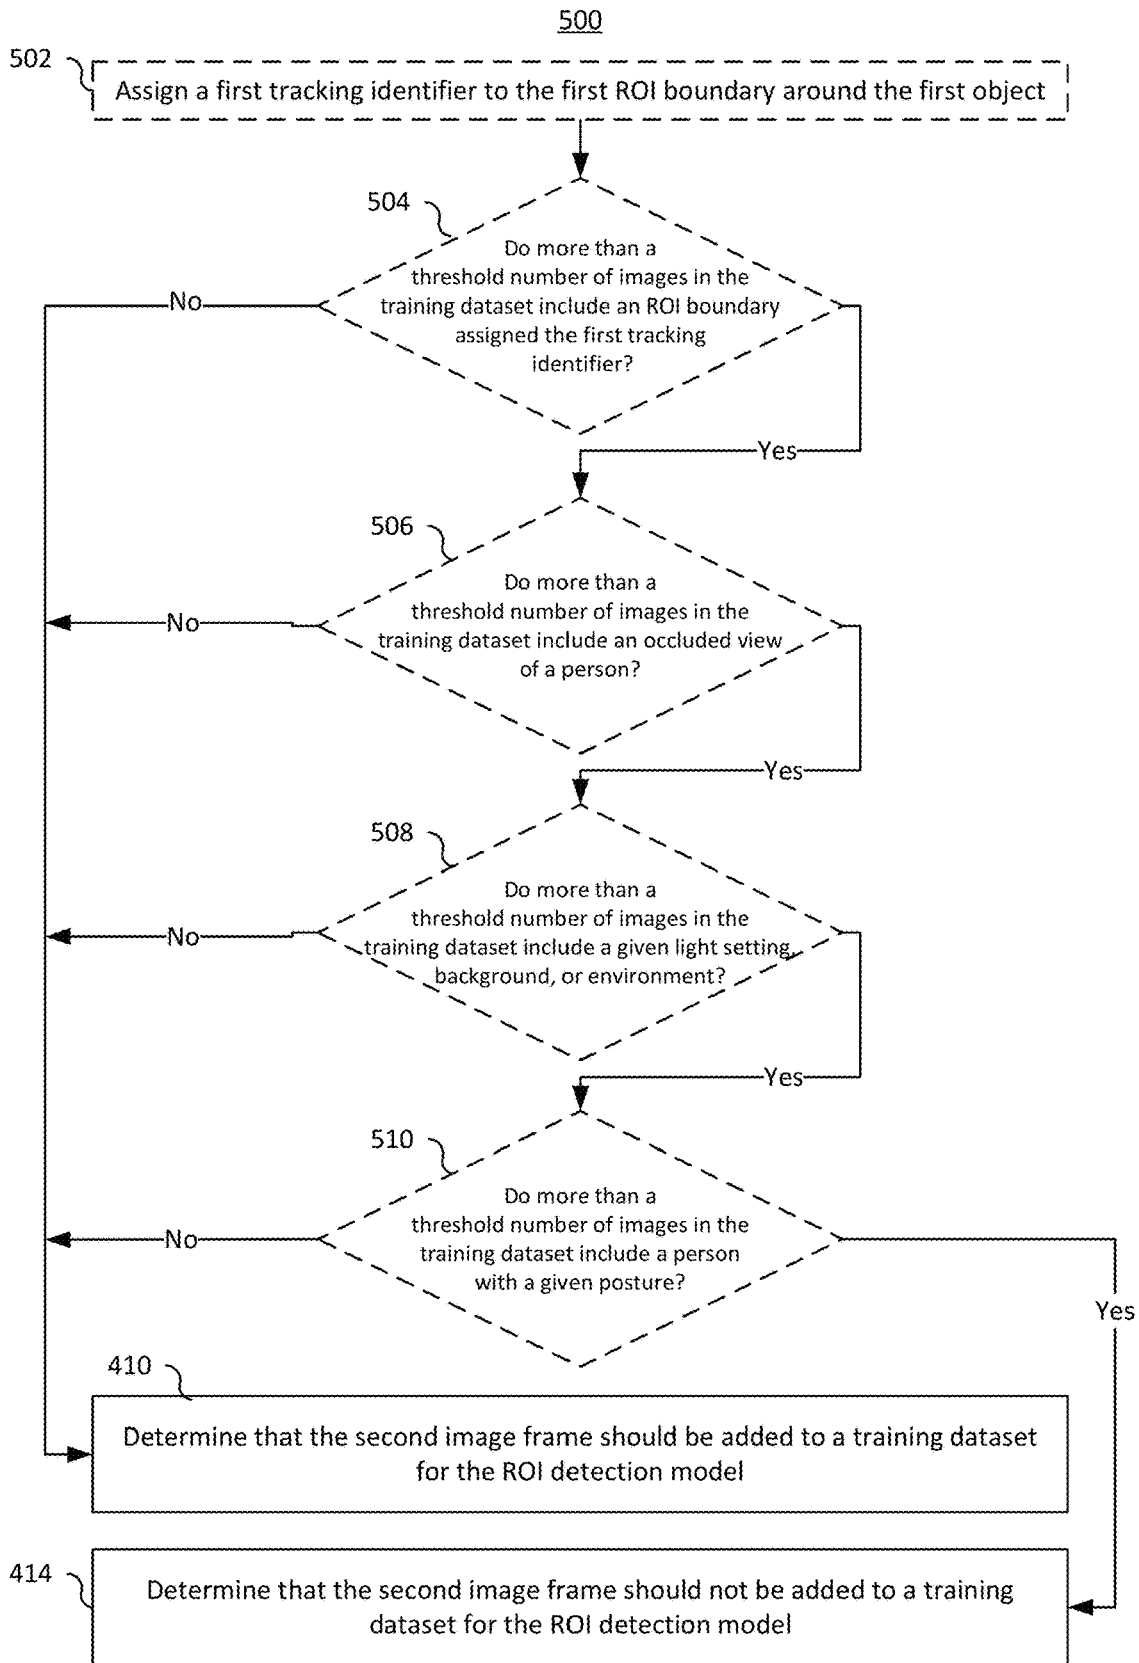 500
502
Assign a first tracking identifier to the first ROI boundary around the first object
504
Do more than a
threshold number of images in the
training dataset include an ROI boundary
assigned the first tracking
identifier?
No
Yes
506
Do more than a
threshold number of images in the
training dataset include an occluded view
of a person?
No
Yes
508
Do more than a
threshold number of images in the
training dataset include a given light setting,
background, or environment?
No
Yes
510
Do more than a
threshold number of images in the
training dataset include a person
with a given posture?
No
Yes
410
Determine that the second image frame should be added to a training dataset
for the ROI detection model
414
Determine that the second image frame should not be added to a training
dataset for the ROI detection model